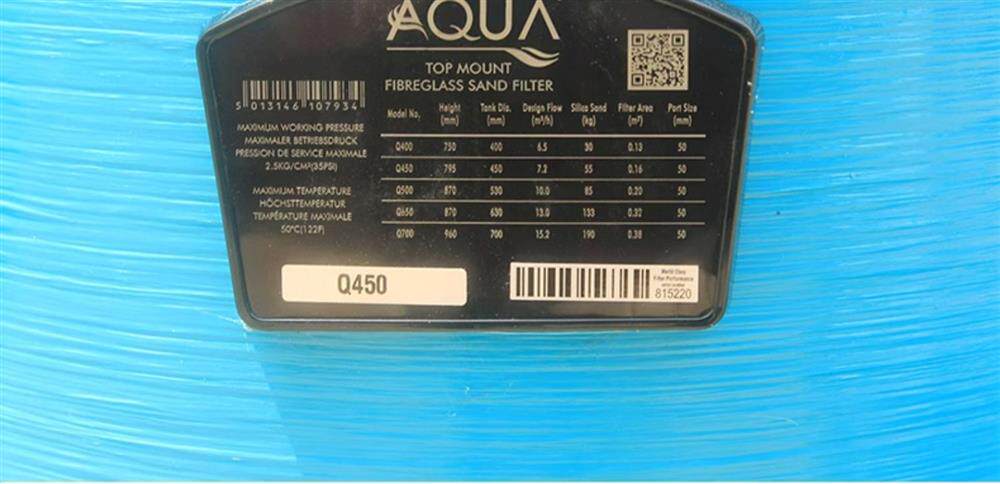 AQUA
TOP MOUNT
FIBREGLASS SAND FILTER
5 013146 107934
MAXIMUM WORKING PRESSURE
MAXIMALER BETRIEBSDRUCK
PRESSION DE SERVICE MAXIMALE
2.5KG/CM²(35PSI)
MAXIMUM TEMPERATURE
HÖCHSTTEMPERATUR
TEMPÉRATURE MAXIMALE
50°C(122F)
Model No. Height (mm) Tank Dia. (mm) Design Flow (m³/h) Silica Sand (kg) Filter Area (m²) Port Size (mm)
Q400 750 400 6.5 30 0.13 50
Q450 795 450 7.2 55 0.16 50
Q500 870 530 10.0 85 0.20 50
Q650 870 630 13.0 133 0.32 50
Q700 960 700 15.2 190 0.38 50
Q450
World Class
Filter Performance
815220